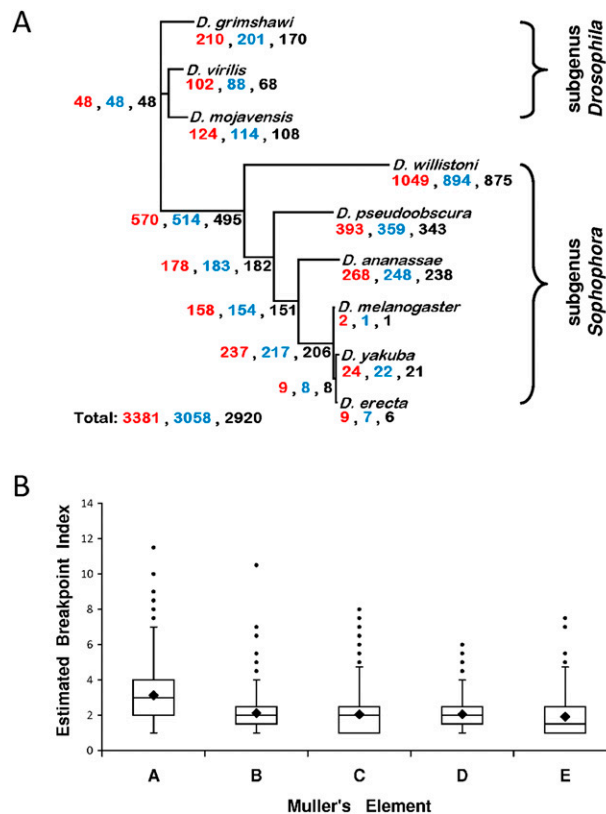 A
D. grimshawi
210 , 201 , 170
D. virilis
102 , 88 , 68
48 , 48 , 48
D. mojavensis
124 , 114 , 108
subgenus
Drosophila
D. willistoni
1049 , 894 , 875
570 , 514 , 495
D. pseudoobscura
393 , 359 , 343
178 , 183 , 182
D. ananassae
268 , 248 , 238
158 , 154 , 151
D. melanogaster
2 , 1 , 1
237 , 217 , 206
D. yakuba
24 , 22 , 21
9 , 8 , 8
D. erecta
9 , 7 , 6
subgenus
Sophophora
Total: 3381 , 3058 , 2920
B
Estimated Breakpoint Index
14
12
10
8
6
4
2
0
A B C D E
Muller's Element